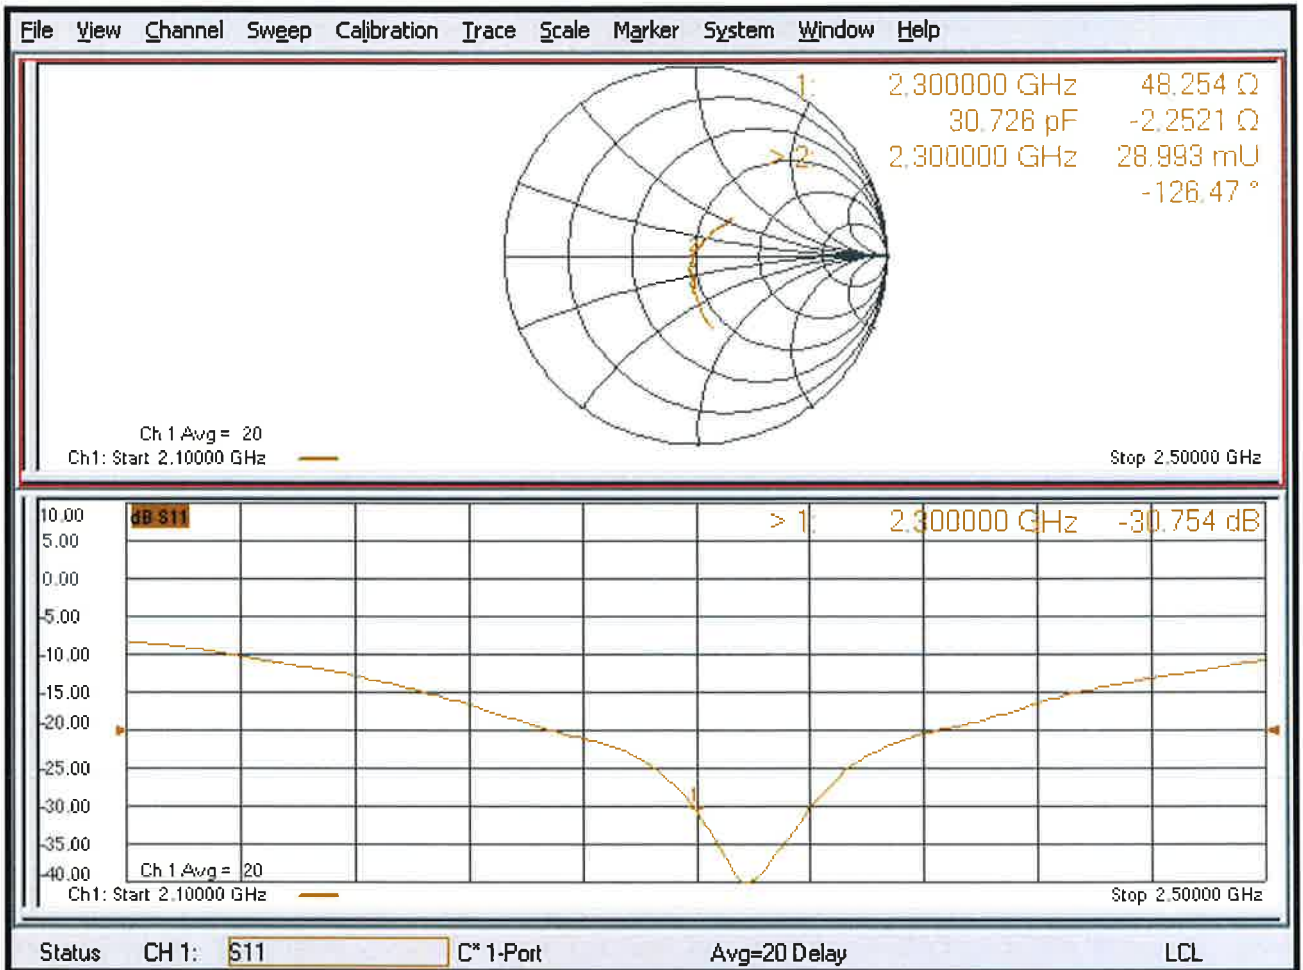 File View Channel Sweep Calibration Trace Scale Marker System Window Help
1: 2.300000 GHz 48.254 Ω
30.726 pF -2.2521 Ω
> 2: 2.300000 GHz 28.993 mU
-126.47 °
Ch 1 Avg = 20
Ch1: Start 2.10000 GHz
Stop 2.50000 GHz
10.00
dB S11
> 1: 2.300000 GHz -30.754 dB
5.00
0.00
-5.00
-10.00
-15.00
-20.00
-25.00
-30.00
1
-35.00
-40.00
Ch 1 Avg = 20
Ch1: Start 2.10000 GHz
Stop 2.50000 GHz
Status CH 1: S11 C* 1-Port Avg=20 Delay LCL